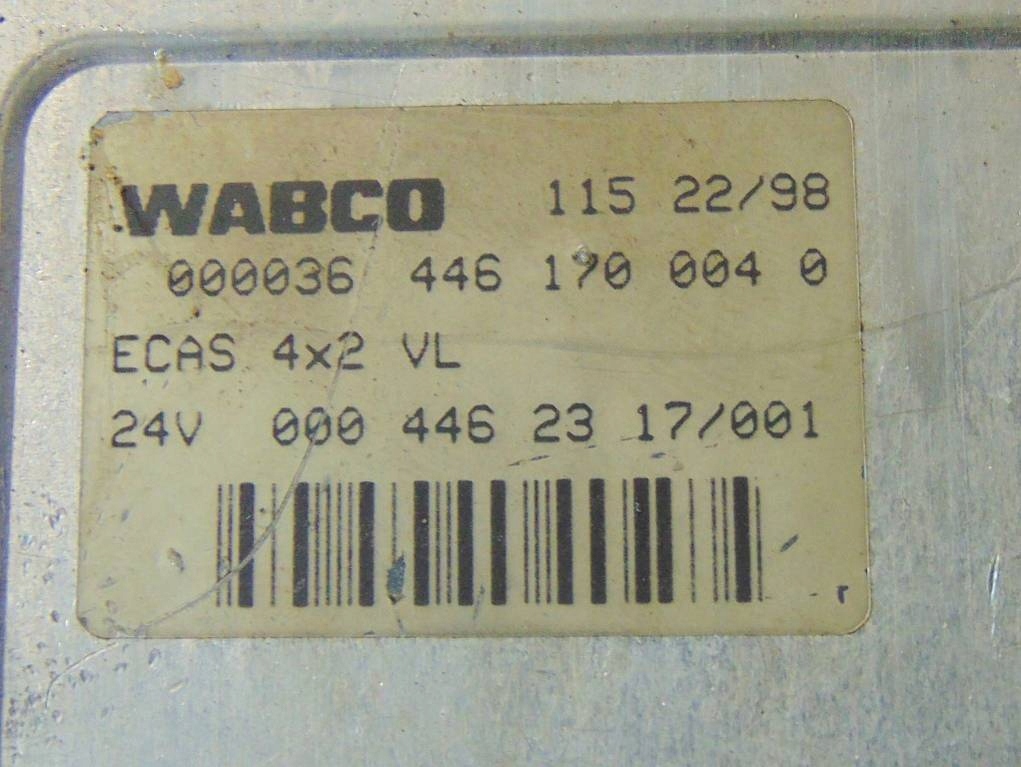 WABCO 115 22/98
000036 446 170 004 0
ECAS 4x2 VL
24V 000 446 23 17/001